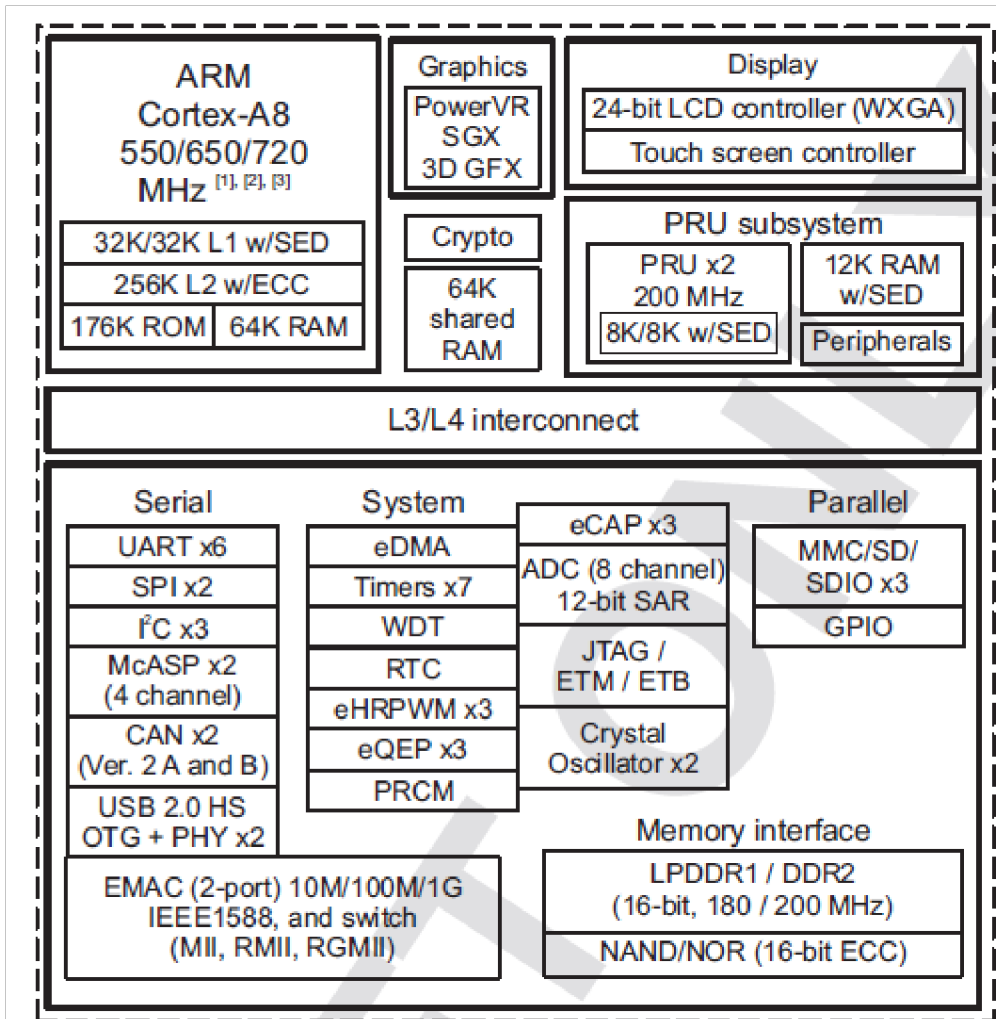 ARM
Cortex-A8
550/650/720
MHz [1], [2], [3]
32K/32K L1 w/SED
256K L2 w/ECC
176K ROM
64K RAM
Graphics
PowerVR
SGX
3D GFX
Crypto
64K
shared
RAM
Display
24-bit LCD controller (WXGA)
Touch screen controller
PRU subsystem
PRU x2
200 MHz
8K/8K w/SED
12K RAM
w/SED
Peripherals
L3/L4 interconnect
Serial
UART x6
SPI x2
I²C x3
McASP x2
(4 channel)
CAN x2
(Ver. 2 A and B)
USB 2.0 HS
OTG + PHY x2
EMAC (2-port) 10M/100M/1G
IEEE1588, and switch
(MII, RMII, RGMII)
System
eDMA
Timers x7
WDT
RTC
eHRPWM x3
eQEP x3
PRCM
eCAP x3
ADC (8 channel)
12-bit SAR
JTAG /
ETM / ETB
Crystal
Oscillator x2
Parallel
MMC/SD/
SDIO x3
GPIO
Memory interface
LPDDR1 / DDR2
(16-bit, 180 / 200 MHz)
NAND/NOR (16-bit ECC)
T ONLY